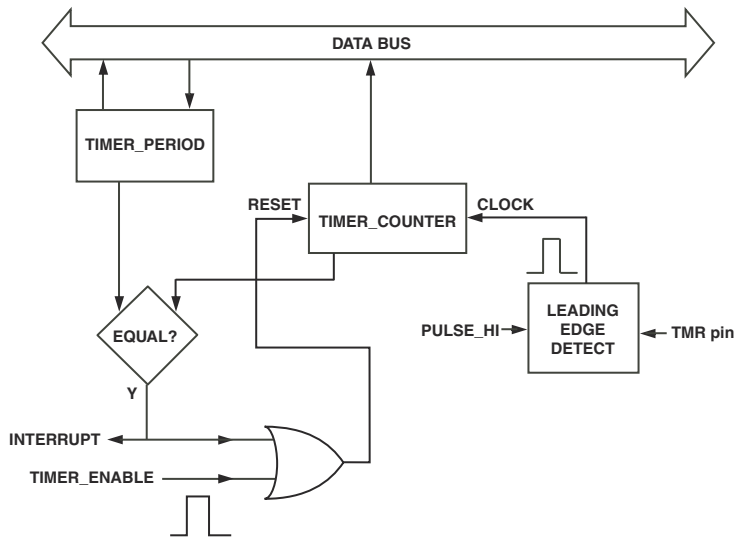 DATA BUS
TIMER_PERIOD
RESET
TIMER_COUNTER
CLOCK
EQUAL?
PULSE_HI
LEADING
EDGE
DETECT
TMR pin
Y
INTERRUPT
TIMER_ENABLE